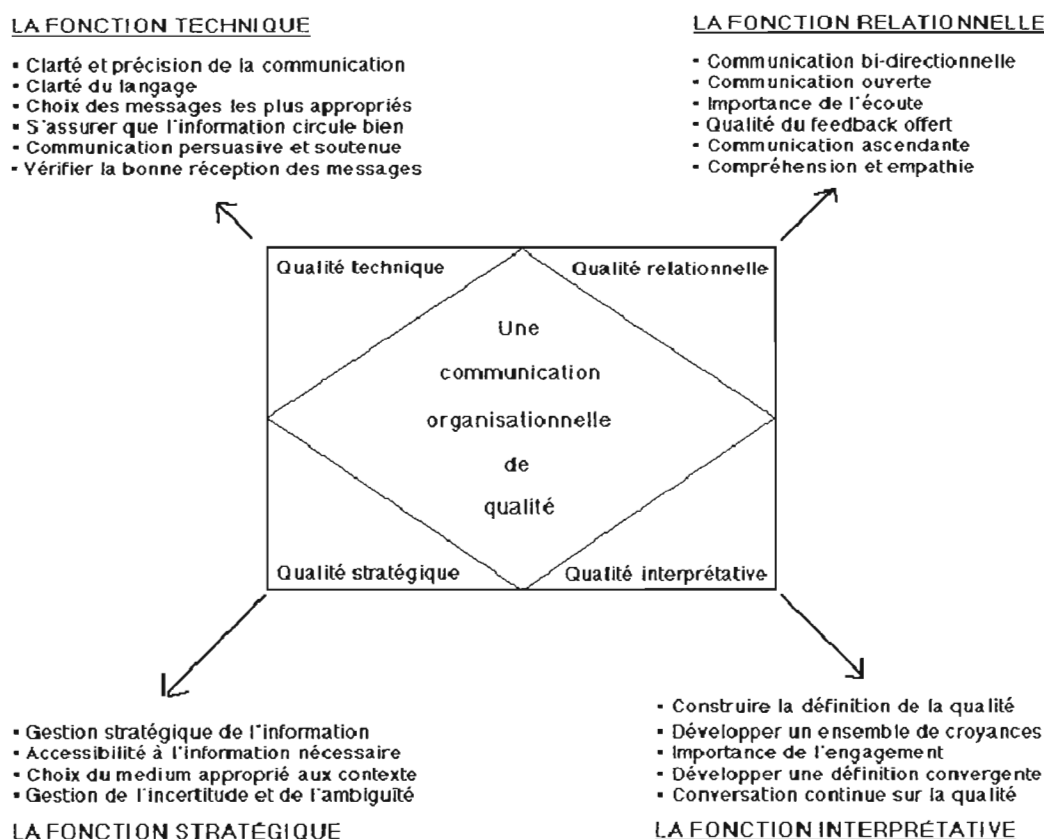 LA FONCTION TECHNIQUE
▪ Clarté et précision de la communication
▪ Clarté du langage
▪ Choix des messages les plus appropriés
▪ S'assurer que l'information circule bien
▪ Communication persuasive et soutenue
▪ Vérifier la bonne réception des messages
LA FONCTION RELATIONNELLE
▪ Communication bi-directionnelle
▪ Communication ouverte
▪ Importance de l'écoute
▪ Qualité du feedback offert
▪ Communication ascendante
▪ Compréhension et empathie
Qualité technique
Qualité relationnelle
Une
communication
organisationnelle
de
qualité
Qualité stratégique
Qualité interprétative
▪ Gestion stratégique de l'information
▪ Accessibilité à l'information nécessaire
▪ Choix du medium approprié aux contexte
▪ Gestion de l'incertitude et de l'ambiguïté
LA FONCTION STRATÉGIQUE
▪ Construire la définition de la qualité
▪ Développer un ensemble de croyances
▪ Importance de l'engagement
▪ Développer une définition convergente
▪ Conversation continue sur la qualité
LA FONCTION INTERPRÉTATIVE